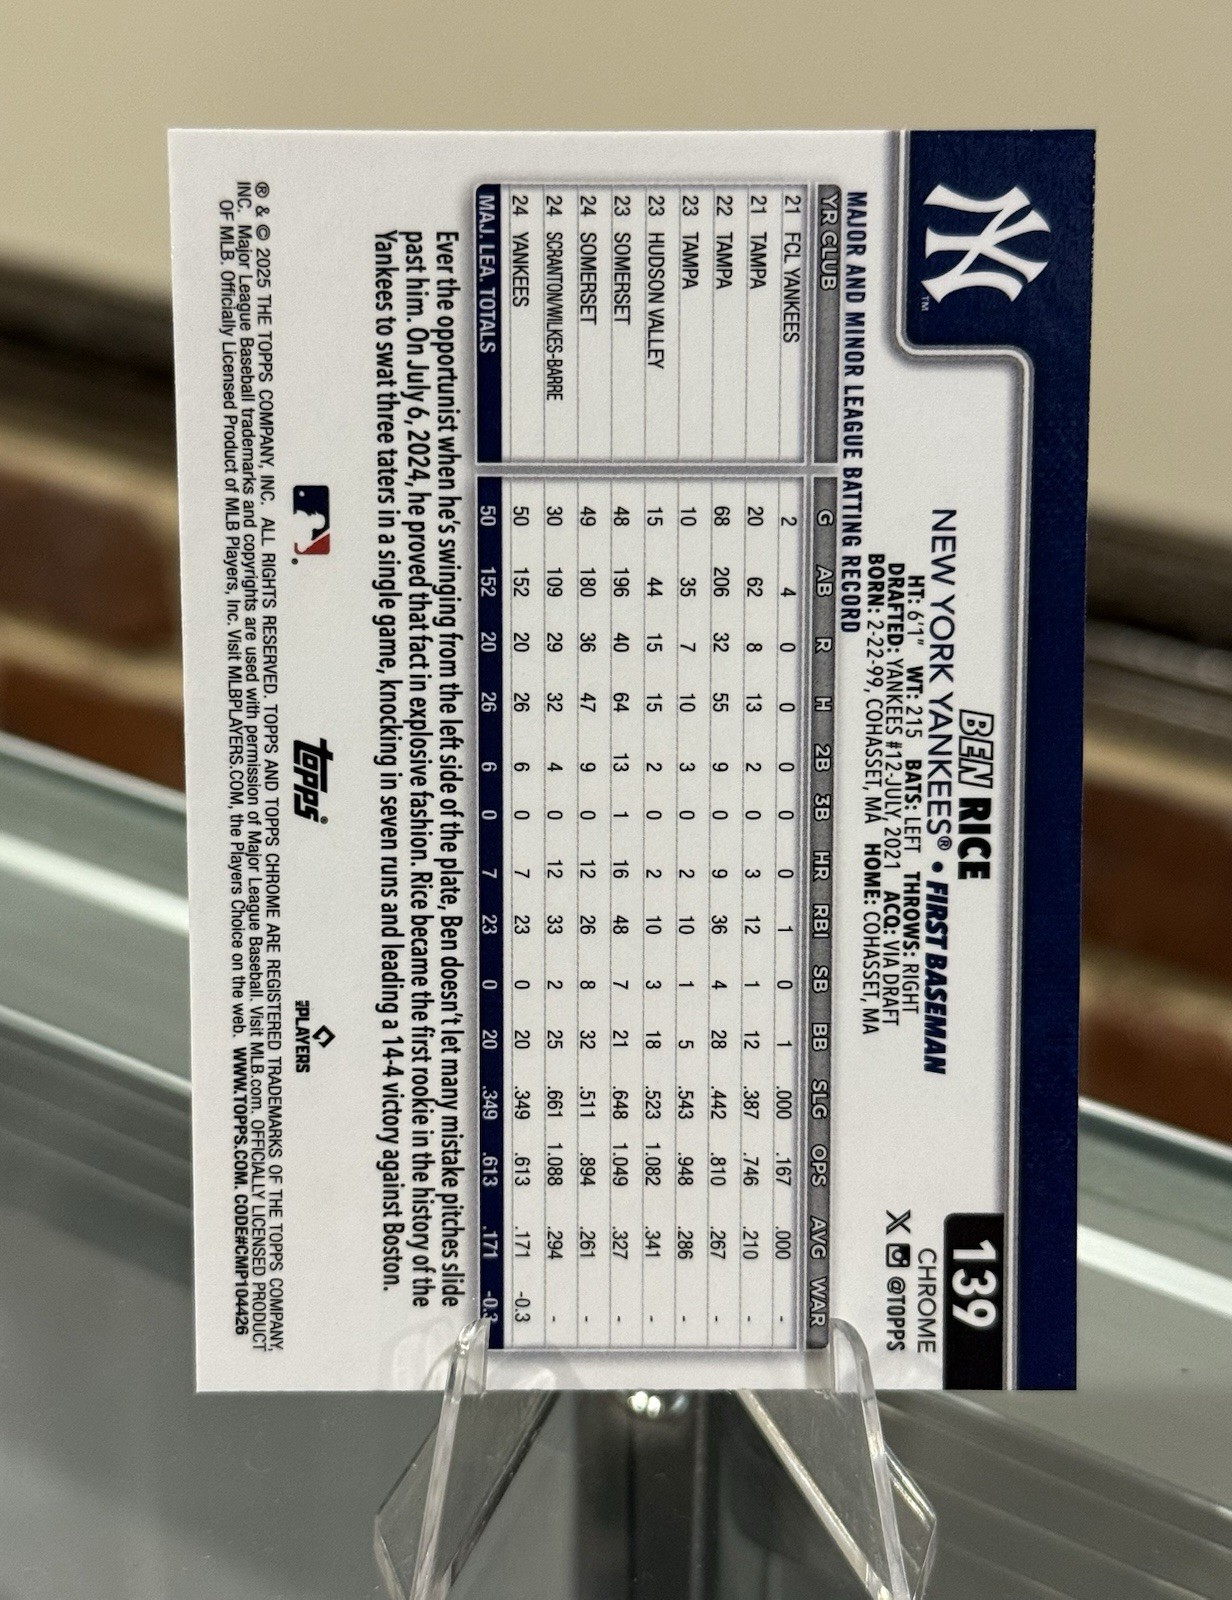 BEN RICE
NEW YORK YANKEES® • FIRST BASEMAN
HT: 6'1" WT: 215 BATS: LEFT THROWS: RIGHT
DRAFTED: YANKEES #12-JULY, 2021 ACQ: VIA DRAFT
BORN: 2-22-99, COHASSET, MA HOME: COHASSET, MA
139
CHROME
X @TOPPS
NY
TM
MAJOR AND MINOR LEAGUE BATTING RECORD
YR CLUB G AB R H 2B 3B HR RBI SB BB SLG OPS AVG WAR
21 FCL YANKEES 2 4 0 0 0 0 0 1 0 1 .000 .167 .000 -
21 TAMPA 20 62 8 13 2 0 3 12 1 12 .387 .746 .210 -
22 TAMPA 68 206 32 55 9 0 9 36 4 28 .442 .810 .267 -
23 TAMPA 10 35 7 10 3 0 2 10 1 5 .543 .948 .286 -
23 HUDSON VALLEY 15 44 15 15 2 0 2 10 3 18 .523 1.082 .341 -
23 SOMERSET 48 196 40 64 13 1 16 48 7 21 .648 1.049 .327 -
24 SOMERSET 49 180 36 47 9 0 12 26 8 32 .511 .894 .261 -
24 SCRANTON/WILKES-BARRE 30 109 29 32 4 0 12 33 2 25 .661 1.088 .294 -
24 YANKEES 50 152 20 26 6 0 7 23 0 20 .349 .613 .171 -0.3
MAJ. LEA. TOTALS 50 152 20 26 6 0 7 23 0 20 .349 .613 .171 -0.3
Ever the opportunist when he's swinging from the left side of the plate, Ben doesn't let many mistake pitches slide
past him. On July 6, 2024, he proved that fact in explosive fashion. Rice became the first rookie in the history of the
Yankees to swat three taters in a single game, knocking in seven runs and leading a 14-4 victory against Boston.
topps®
MLB PLAYERS
® & © 2025 THE TOPPS COMPANY, INC. ALL RIGHTS RESERVED. TOPPS AND TOPPS CHROME ARE REGISTERED TRADEMARKS OF THE TOPPS COMPANY,
INC. Major League Baseball trademarks and copyrights are used with permission of Major League Baseball. Visit MLB.com. OFFICIALLY LICENSED PRODUCT
OF MLB. Officially Licensed Product of MLB Players, Inc. Visit MLBPLAYERS.COM, the Players Choice on the web. WWW.TOPPS.COM. CODE#CMP104426